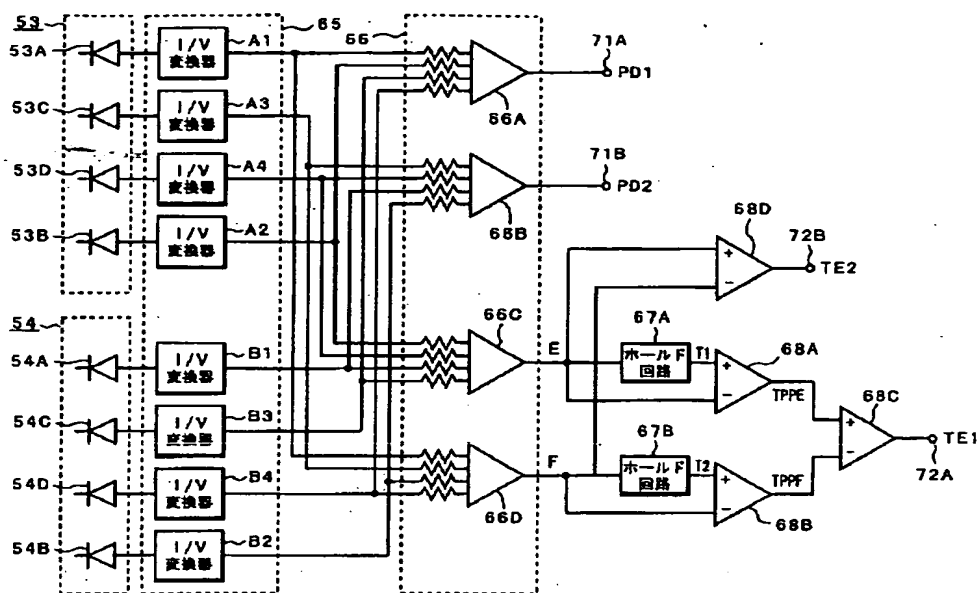 53
53A
53C
53D
53B
54
54A
54C
54D
54B
65
I/V
変換器
A1
I/V
変換器
A3
I/V
変換器
A4
I/V
変換器
A2
I/V
変換器
B1
I/V
変換器
B3
I/V
変換器
B4
I/V
変換器
B2
66
66A
71A
PD1
68B
71B
PD2
66C
E
66D
F
67A
ホールド
回路
T1
67B
ホールド
回路
T2
68D
+
−
72B
TE2
68A
+
−
TPPE
68B
+
−
TPPF
68C
+
−
TE1
72A